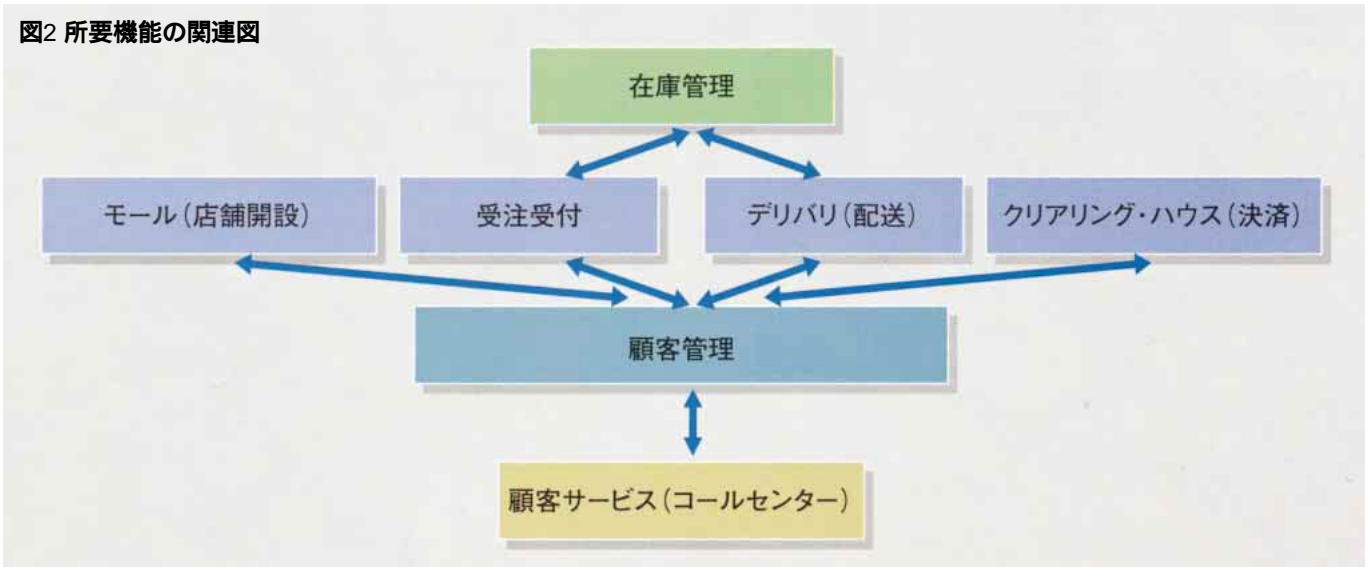 図2 所要機能の関連図
在庫管理
モール(店舗開設)
受注受付
デリバリ(配送)
クリアリング・ハウス(決済)
顧客管理
顧客サービス(コールセンター)